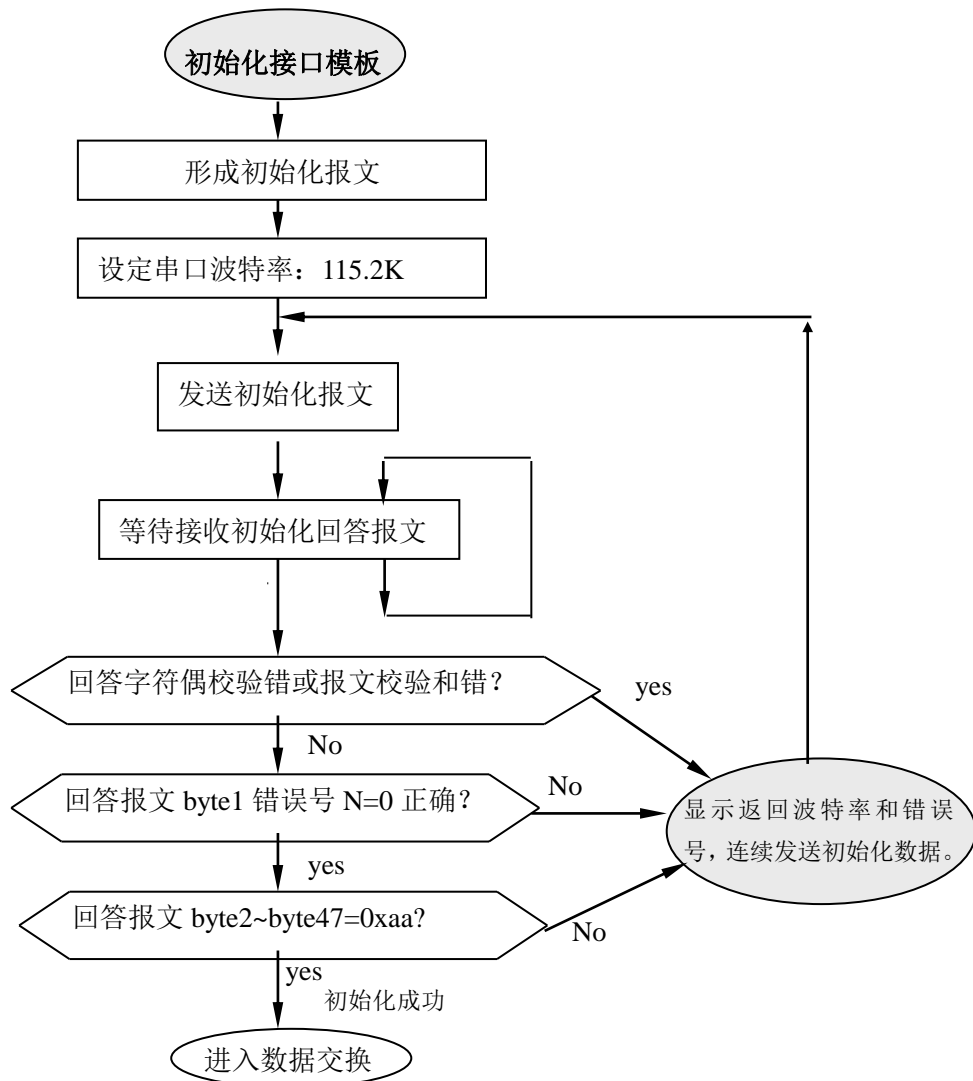 初始化接口模板
形成初始化报文
设定串口波特率：115.2K
发送初始化报文
等待接收初始化回答报文
回答字符偶校验错或报文校验和错？
yes
No
回答报文 byte1 错误号 N=0 正确？
No
显示返回波特率和错误
号，连续发送初始化数据。
yes
回答报文 byte2~byte47=0xaa?
No
yes
初始化成功
进入数据交换